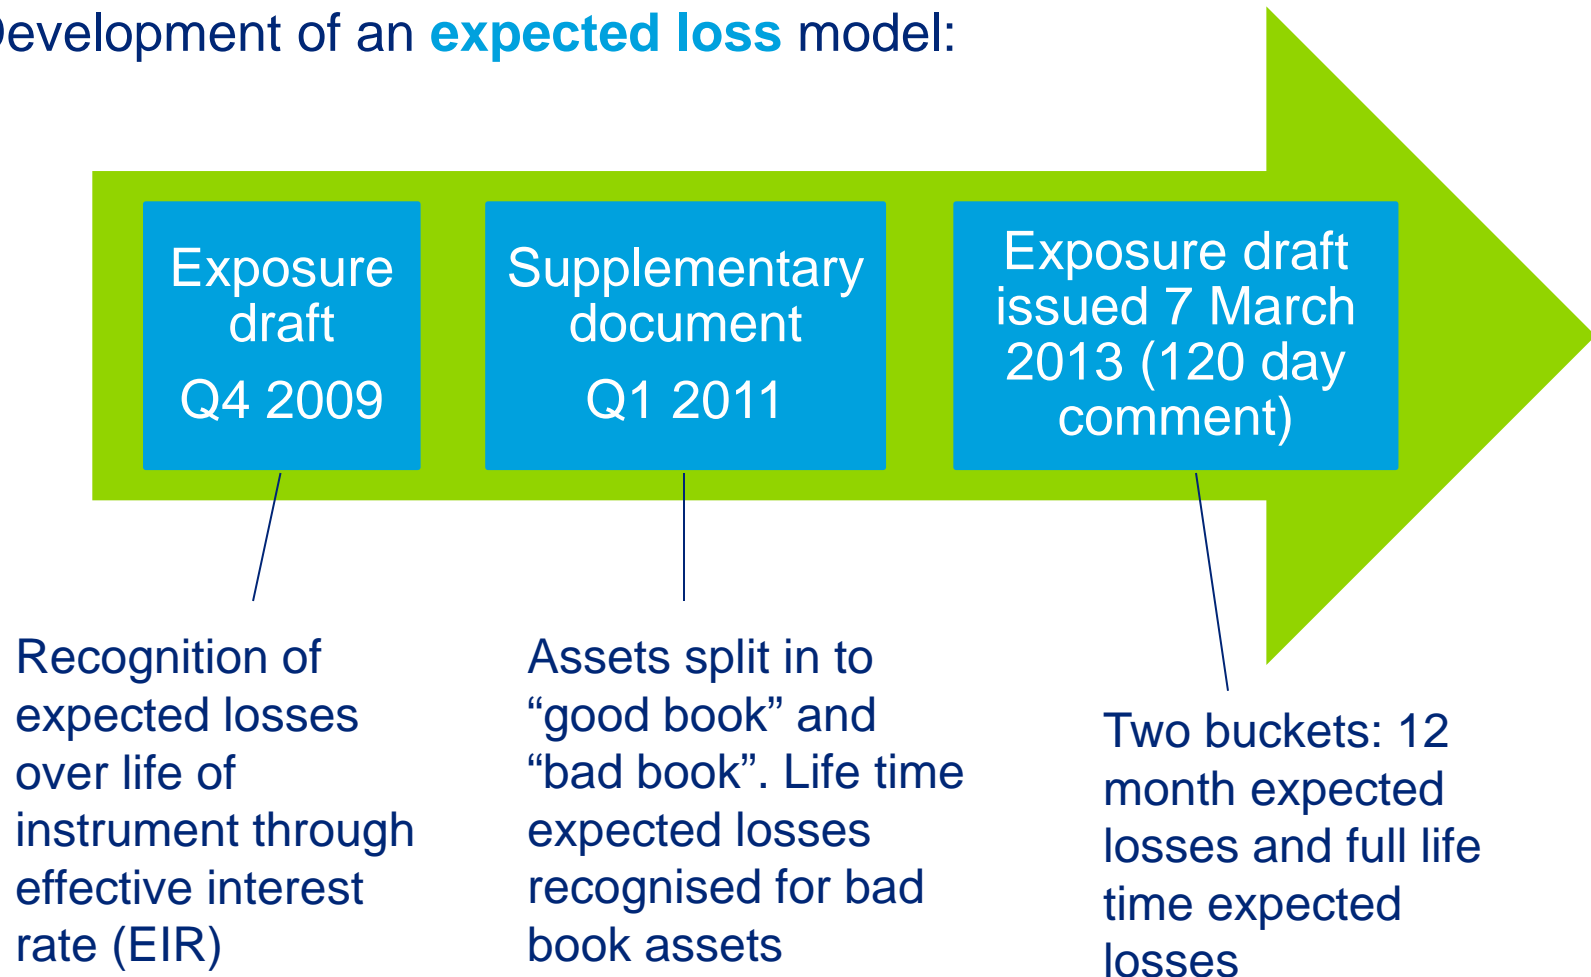 Development of an expected loss model:
Exposure
draft
Q4 2009
Supplementary
document
Q1 2011
Exposure draft
issued 7 March
2013 (120 day
comment)
Recognition of
expected losses
over life of
instrument through
effective interest
rate (EIR)
Assets split in to
“good book” and
“bad book”. Life time
expected losses
recognised for bad
book assets
Two buckets: 12
month expected
losses and full life
time expected
losses